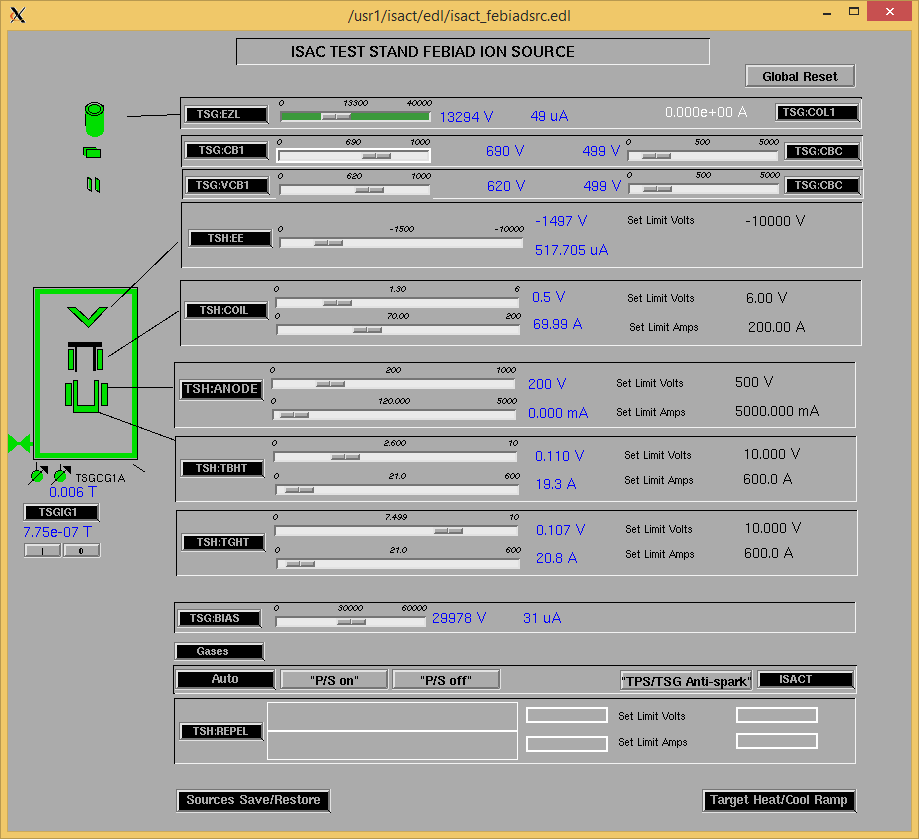 /usr1/isact/edl/isact_febiadsrc.edl
ISAC TEST STAND FEBIAD ION SOURCE
Global Reset
TSG:EZL 0 13300 40000 13294 V 49 uA 0.000e+00 A TSG:COL1
TSG:CB1 0 690 1000 690 V 499 V 0 500 5000 TSG:CBC
TSG:VCB1 0 620 1000 620 V 499 V 0 500 5000 TSG:CBC
TSH:EE 0 -1500 -10000 -1497 V Set Limit Volts -10000 V
517.705 uA
TSH:COIL 0 1.30 6 0.5 V Set Limit Volts 6.00 V
0 70.00 200 69.99 A Set Limit Amps 200.00 A
TSH:ANODE 0 200 1000 200 V Set Limit Volts 500 V
0 120.000 5000 0.000 mA Set Limit Amps 5000.000 mA
TSH:TBHT 0 2.600 10 0.110 V Set Limit Volts 10.000 V
0 21.0 600 19.3 A Set Limit Amps 600.0 A
TSGCG1A
0.006 T
TSGIG1
7.75e-07 T
I 0
TSH:TGHT 0 7.499 10 0.107 V Set Limit Volts 10.000 V
0 21.0 600 20.8 A Set Limit Amps 600.0 A
TSG:BIAS 0 30000 60000 29978 V 31 uA
Gases
Auto "P/S on" "P/S off" "TPS/TSG Anti-spark" ISACT
TSH:REPEL Set Limit Volts
Set Limit Amps
Sources Save/Restore Target Heat/Cool Ramp